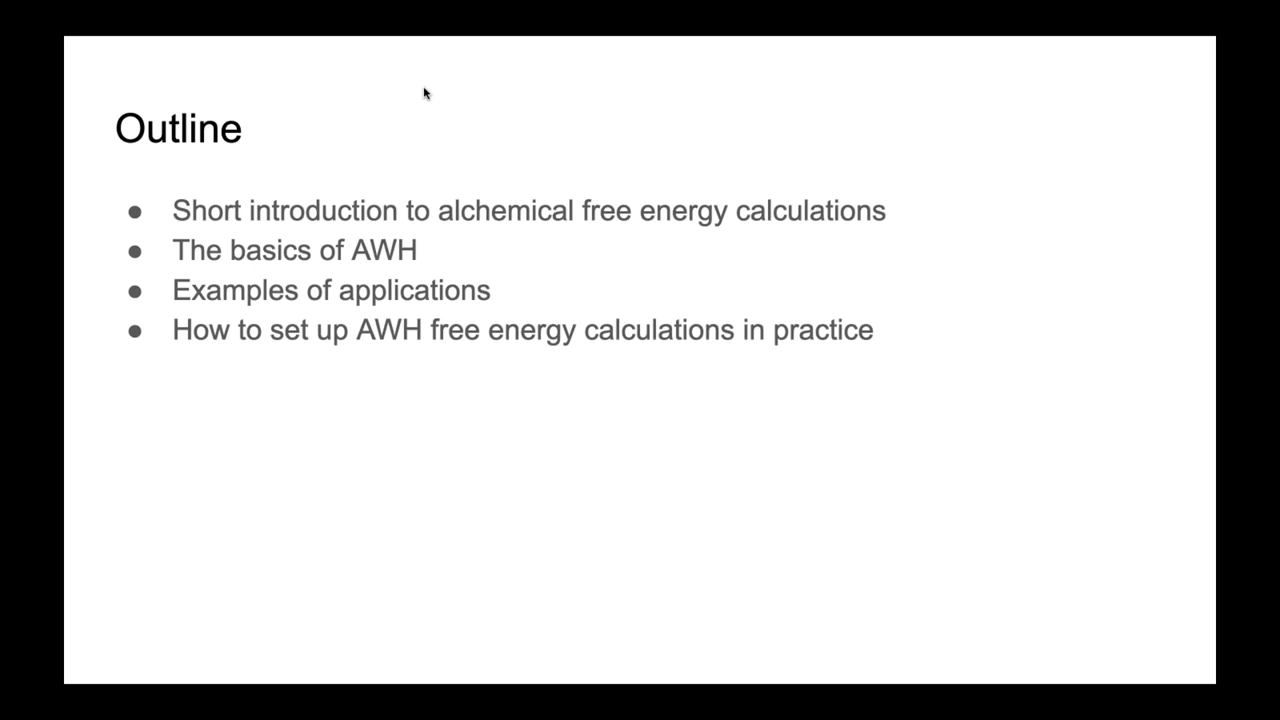 Outline
● Short introduction to alchemical free energy calculations
● The basics of AWH
● Examples of applications
● How to set up AWH free energy calculations in practice